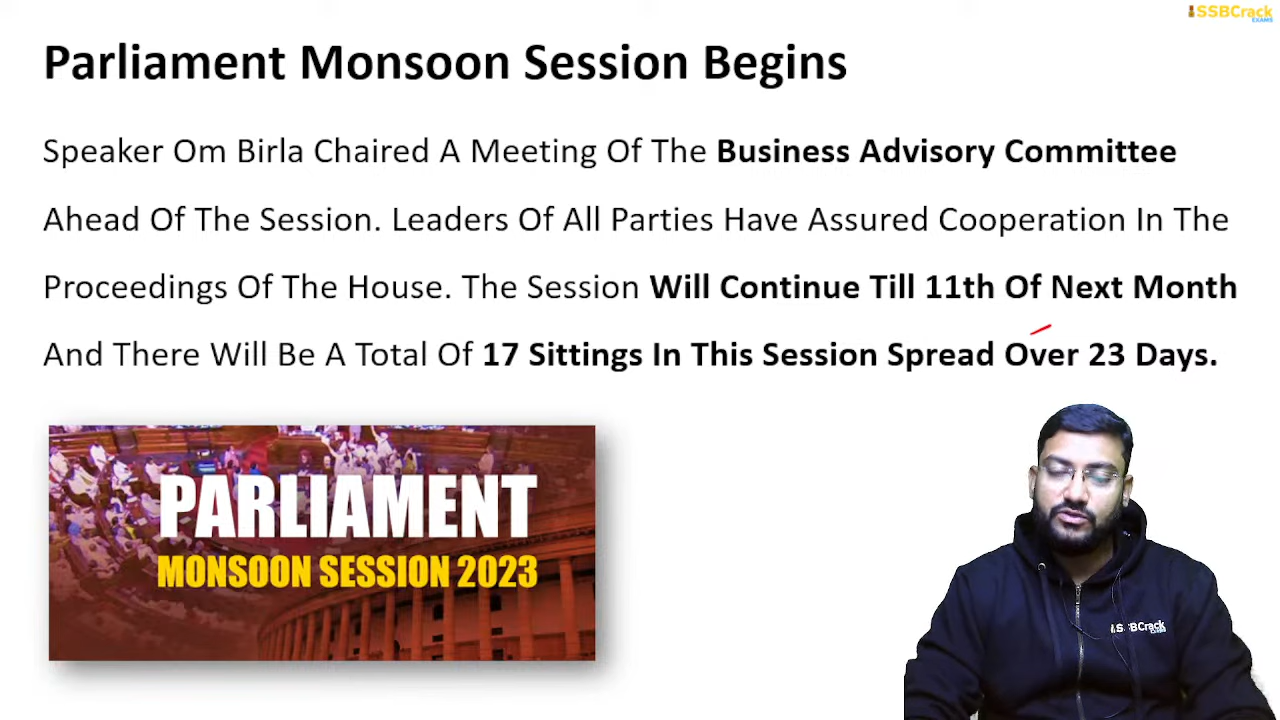 SSBCrack
EXAMS
Parliament Monsoon Session Begins
Speaker Om Birla Chaired A Meeting Of The Business Advisory Committee
Ahead Of The Session. Leaders Of All Parties Have Assured Cooperation In The
Proceedings Of The House. The Session Will Continue Till 11th Of Next Month
And There Will Be A Total Of 17 Sittings In This Session Spread Over 23 Days.
PARLIAMENT
MONSOON SESSION 2023
SSBCrack
EXAMS